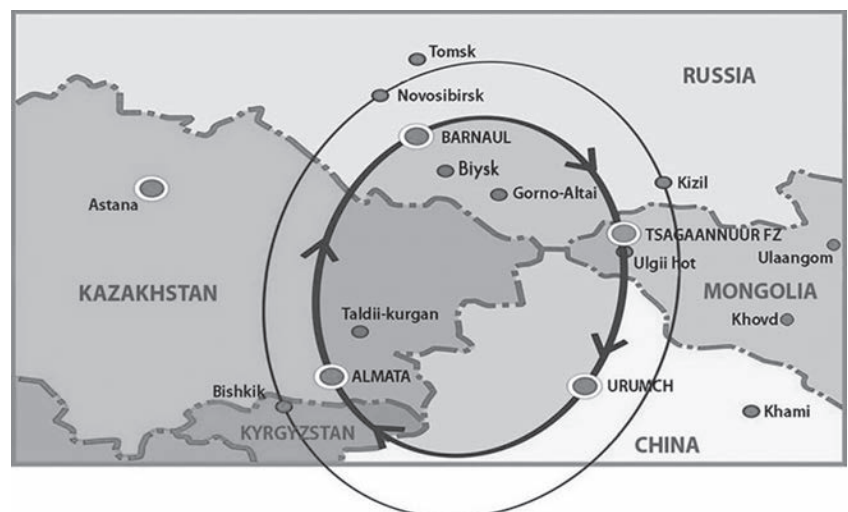 Tomsk
RUSSIA
Novosibirsk
BARNAUL
Biysk
Kizil
Gorno-Altai
Astana
TSAGAANNUUR FZ
Ulaangom
Ulgii hot
KAZAKHSTAN
MONGOLIA
Taldii-kurgan
Khovd
ALMATA
URUMCH
Bishkik
Khami
KYRGYZSTAN
CHINA